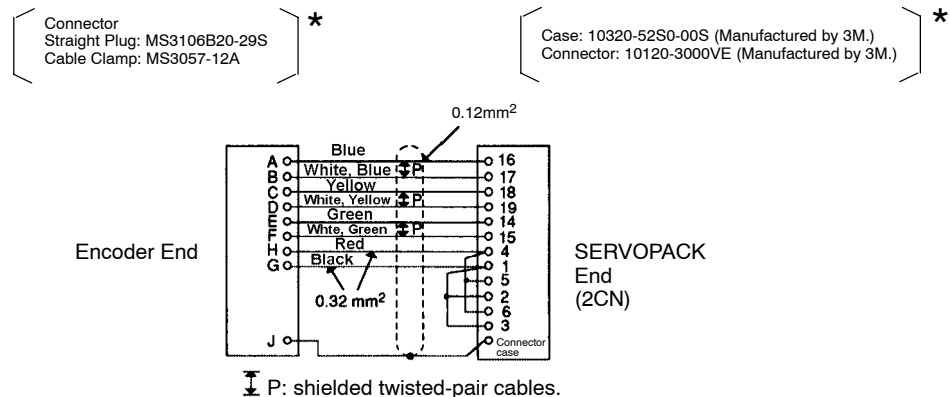 Connector
Straight Plug: MS3106B20-29S
Cable Clamp: MS3057-12A
*
Case: 10320-52S0-00S (Manufactured by 3M.)
Connector: 10120-3000VE (Manufactured by 3M.)
*
0.12mm2
A Blue 16
B White, Blue P 17
C Yellow 18
D White, Yellow P 19
E Green 14
F Whte, Green P 15
H Red 4
G Black 1
5
2
6
3
0.32 mm2
J Connector
case
Encoder End
SERVOPACK
End
(2CN)
P: shielded twisted-pair cables.